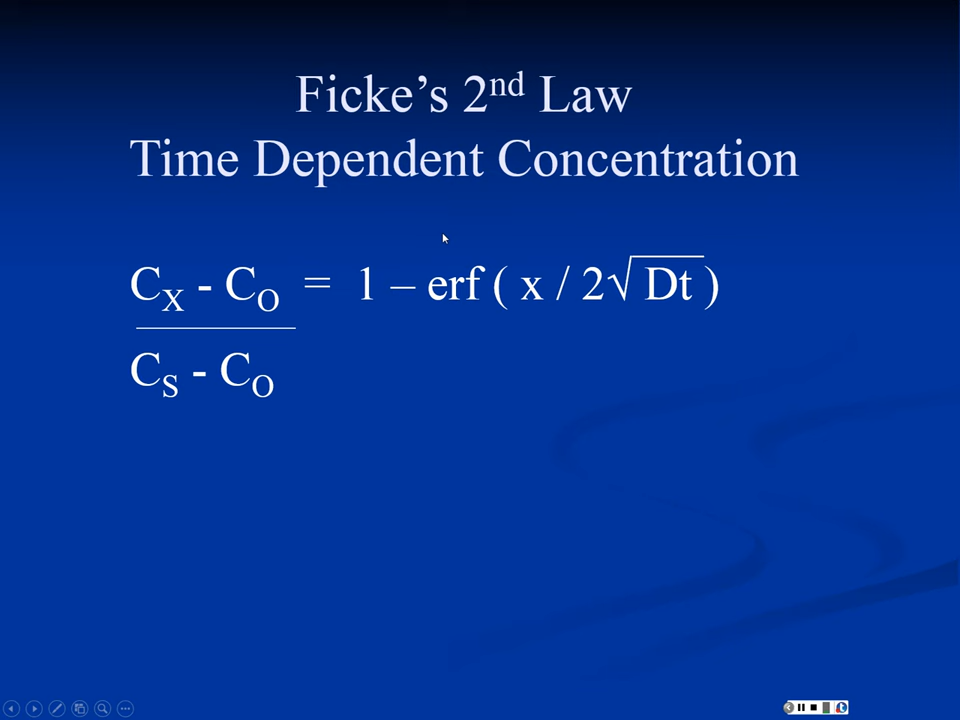 Ficke’s 2nd Law
Time Dependent Concentration
CX - CO = 1 – erf ( x / 2√ Dt )
CS - CO